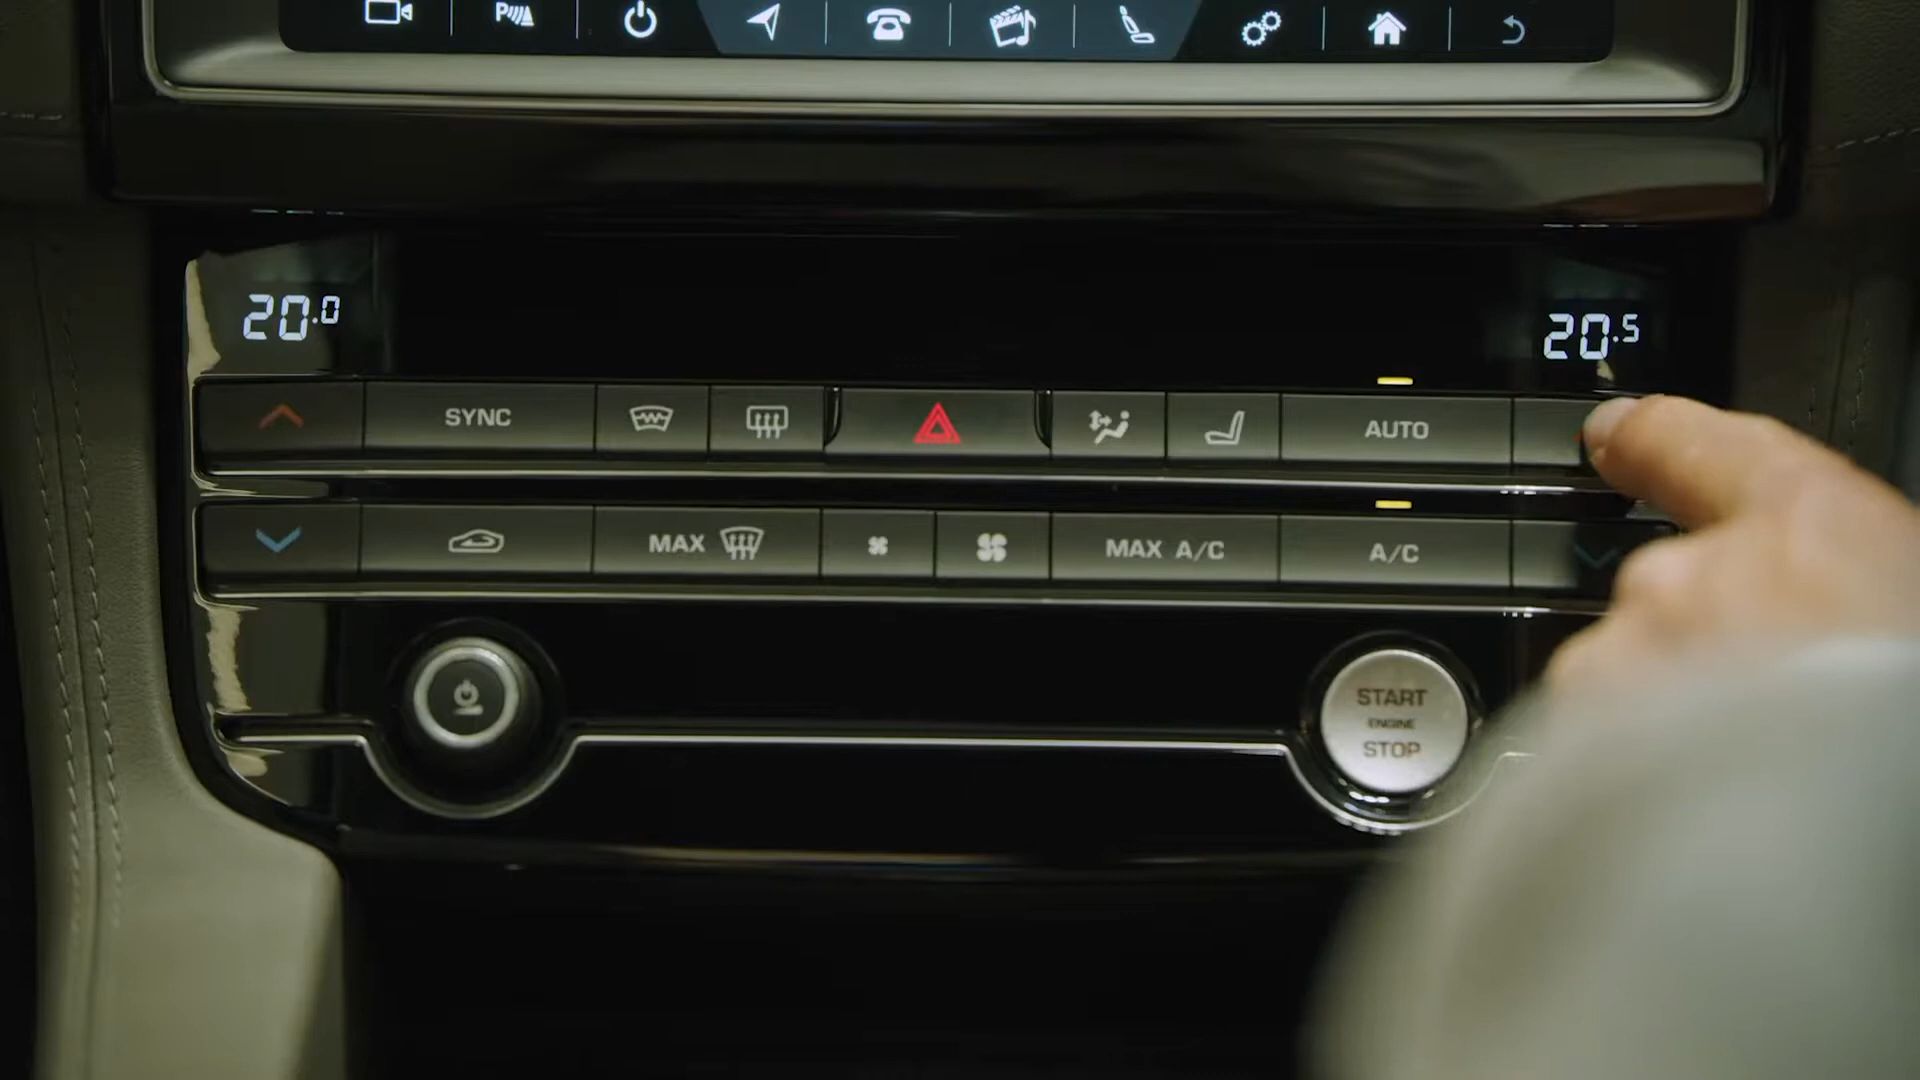 P
20.0
20.5
SYNC
AUTO
MAX
MAX A/C
A/C
START
ENGINE
STOP